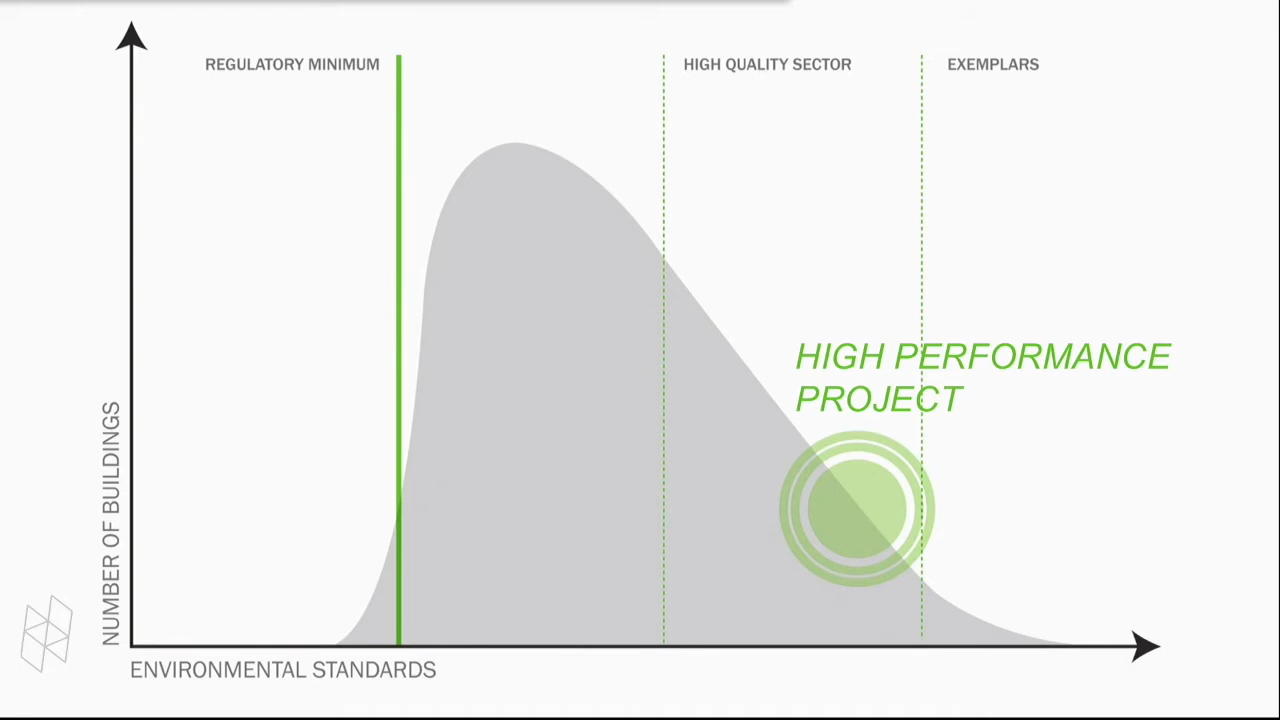 REGULATORY MINIMUM
HIGH QUALITY SECTOR
EXEMPLARS
HIGH PERFORMANCE
PROJECT
NUMBER OF BUILDINGS
ENVIRONMENTAL STANDARDS